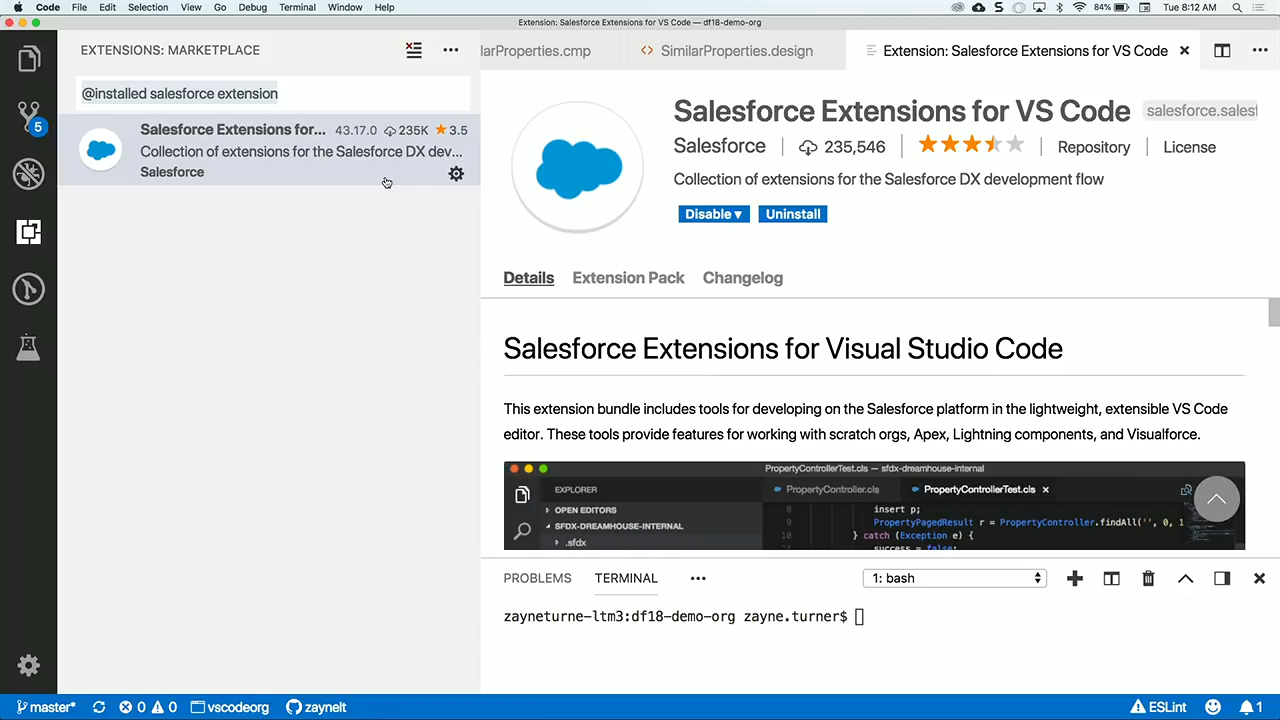 Code File Edit Selection View Go Debug Terminal Window Help
84% Tue 8:12 AM
Extension: Salesforce Extensions for VS Code — df18-demo-org
EXTENSIONS: MARKETPLACE
@installed salesforce extension
Salesforce Extensions for... 43.17.0 235K 3.5
Collection of extensions for the Salesforce DX dev...
Salesforce
5
larProperties.cmp
SimilarProperties.design
Extension: Salesforce Extensions for VS Code
Salesforce Extensions for VS Code salesforce.salesf
Salesforce 235,546 Repository License
Collection of extensions for the Salesforce DX development flow
Disable Uninstall
Details Extension Pack Changelog
Salesforce Extensions for Visual Studio Code
This extension bundle includes tools for developing on the Salesforce platform in the lightweight, extensible VS Code
editor. These tools provide features for working with scratch orgs, Apex, Lightning components, and Visualforce.
PropertyControllerTest.cls — sfdx-dreamhouse-internal
EXPLORER
PropertyController.cls
PropertyControllerTest.cls
OPEN EDITORS
SFDX-DREAMHOUSE-INTERNAL
.sfdx
8 insert p;
9 PropertyPagedResult r = PropertyController.findAll('', 0, 1
10 } catch (Exception e) {
success = false;
PROBLEMS TERMINAL
1: bash
zayneturne-ltm3:df18-demo-org zayne.turner$
master* 0 0 vscodeorg zaynelt
ESLint 1